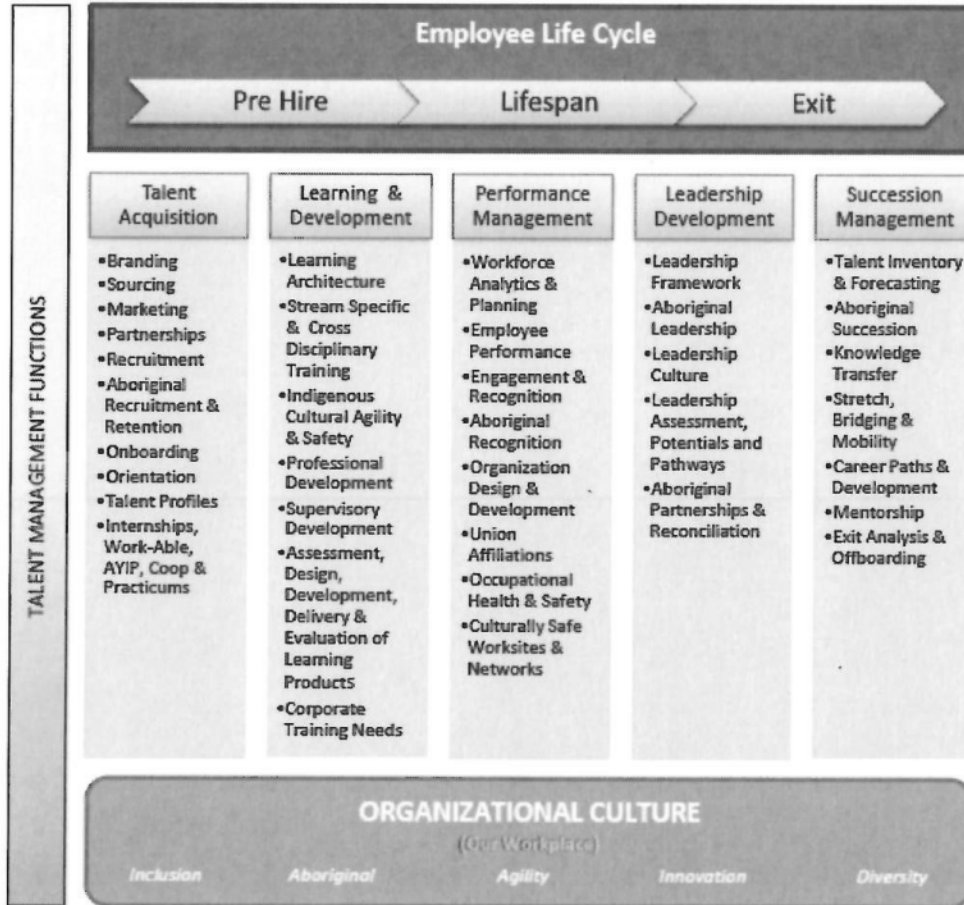 TALENT MANAGEMENT FUNCTIONS
Employee Life Cycle
Pre Hire
Lifespan
Exit
Talent
Acquisition
•Branding
•Sourcing
•Marketing
•Partnerships
•Recruitment
•Aboriginal
Recruitment &
Retention
•Onboarding
•Orientation
•Talent Profiles
•Internships,
Work-Able,
AYIP, Coop &
Practicums
Learning &
Development
•Learning
Architecture
•Stream Specific
& Cross
Disciplinary
Training
•Indigenous
Cultural Agility
& Safety
•Professional
Development
•Supervisory
Development
•Assessment,
Design,
Development,
Delivery &
Evaluation of
Learning
Products
•Corporate
Training Needs
Performance
Management
•Workforce
Analytics &
Planning
•Employee
Performance
•Engagement &
Recognition
•Aboriginal
Recognition
•Organization
Design &
Development
•Union
Affiliations
•Occupational
Health & Safety
•Culturally Safe
Worksites &
Networks
Leadership
Development
•Leadership
Framework
•Aboriginal
Leadership
•Leadership
Culture
•Leadership
Assessment,
Potentials and
Pathways
•Aboriginal
Partnerships &
Reconciliation
Succession
Management
•Talent Inventory
& Forecasting
•Aboriginal
Succession
•Knowledge
Transfer
•Stretch,
Bridging &
Mobility
•Career Paths &
Development
•Mentorship
•Exit Analysis &
Offboarding
ORGANIZATIONAL CULTURE
(Our Workplace)
Inclusion
Aboriginal
Agility
Innovation
Diversity